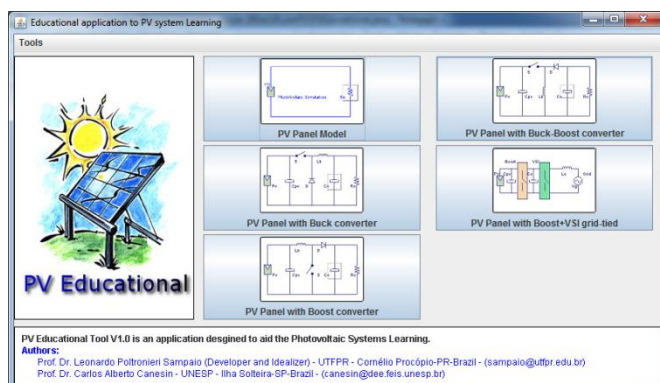 Educational application to PV system Learning
Tools
PV Educational
PV Panel Model
PV Panel with Buck-Boost converter
PV Panel with Buck converter
Boost VSI
Grid
PV Panel with Boost+VSI grid-tied
PV Panel with Boost converter
PV Educational Tool V1.0 is an application desgined to aid the Photovoltaic Systems Learning.
Authors:
Prof. Dr. Leonardo Poltronieri Sampaio (Developer and Idealizer) - UTFPR - Cornélio Procópio-PR-Brazil - (sampaio@utfpr.edu.br)
Prof. Dr. Carlos Alberto Canesin - UNESP - Ilha Solteira-SP-Brazil - (canesin@dee.feis.unesp.br)